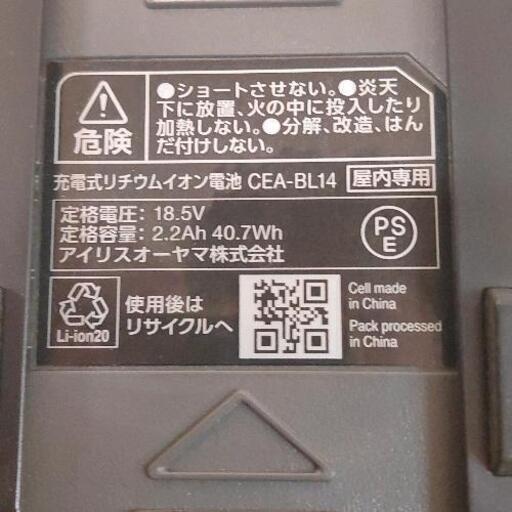 危険
●ショートさせない。●炎天
下に放置、火の中に投入したり
加熱しない。●分解、改造、はん
だ付けしない。
充電式リチウムイオン電池 CEA-BL14 屋内専用
定格電圧: 18.5V
定格容量: 2.2Ah 40.7Wh
アイリスオーヤマ株式会社
PS
E
Li-ion20
使用後は
リサイクルへ
Cell made
in China
Pack processed
in China